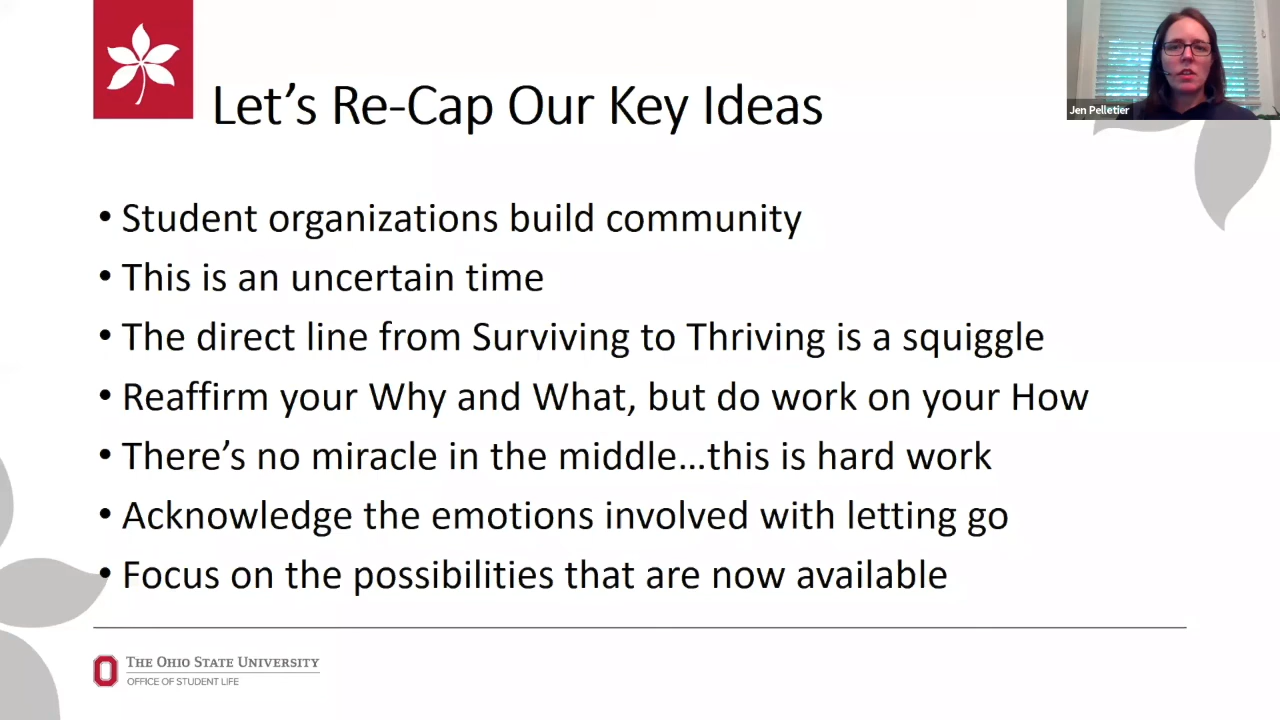 Let's Re-Cap Our Key Ideas
Jen Pelletier
• Student organizations build community
• This is an uncertain time
• The direct line from Surviving to Thriving is a squiggle
• Reaffirm your Why and What, but do work on your How
• There's no miracle in the middle...this is hard work
• Acknowledge the emotions involved with letting go
• Focus on the possibilities that are now available
THE OHIO STATE UNIVERSITY
OFFICE OF STUDENT LIFE